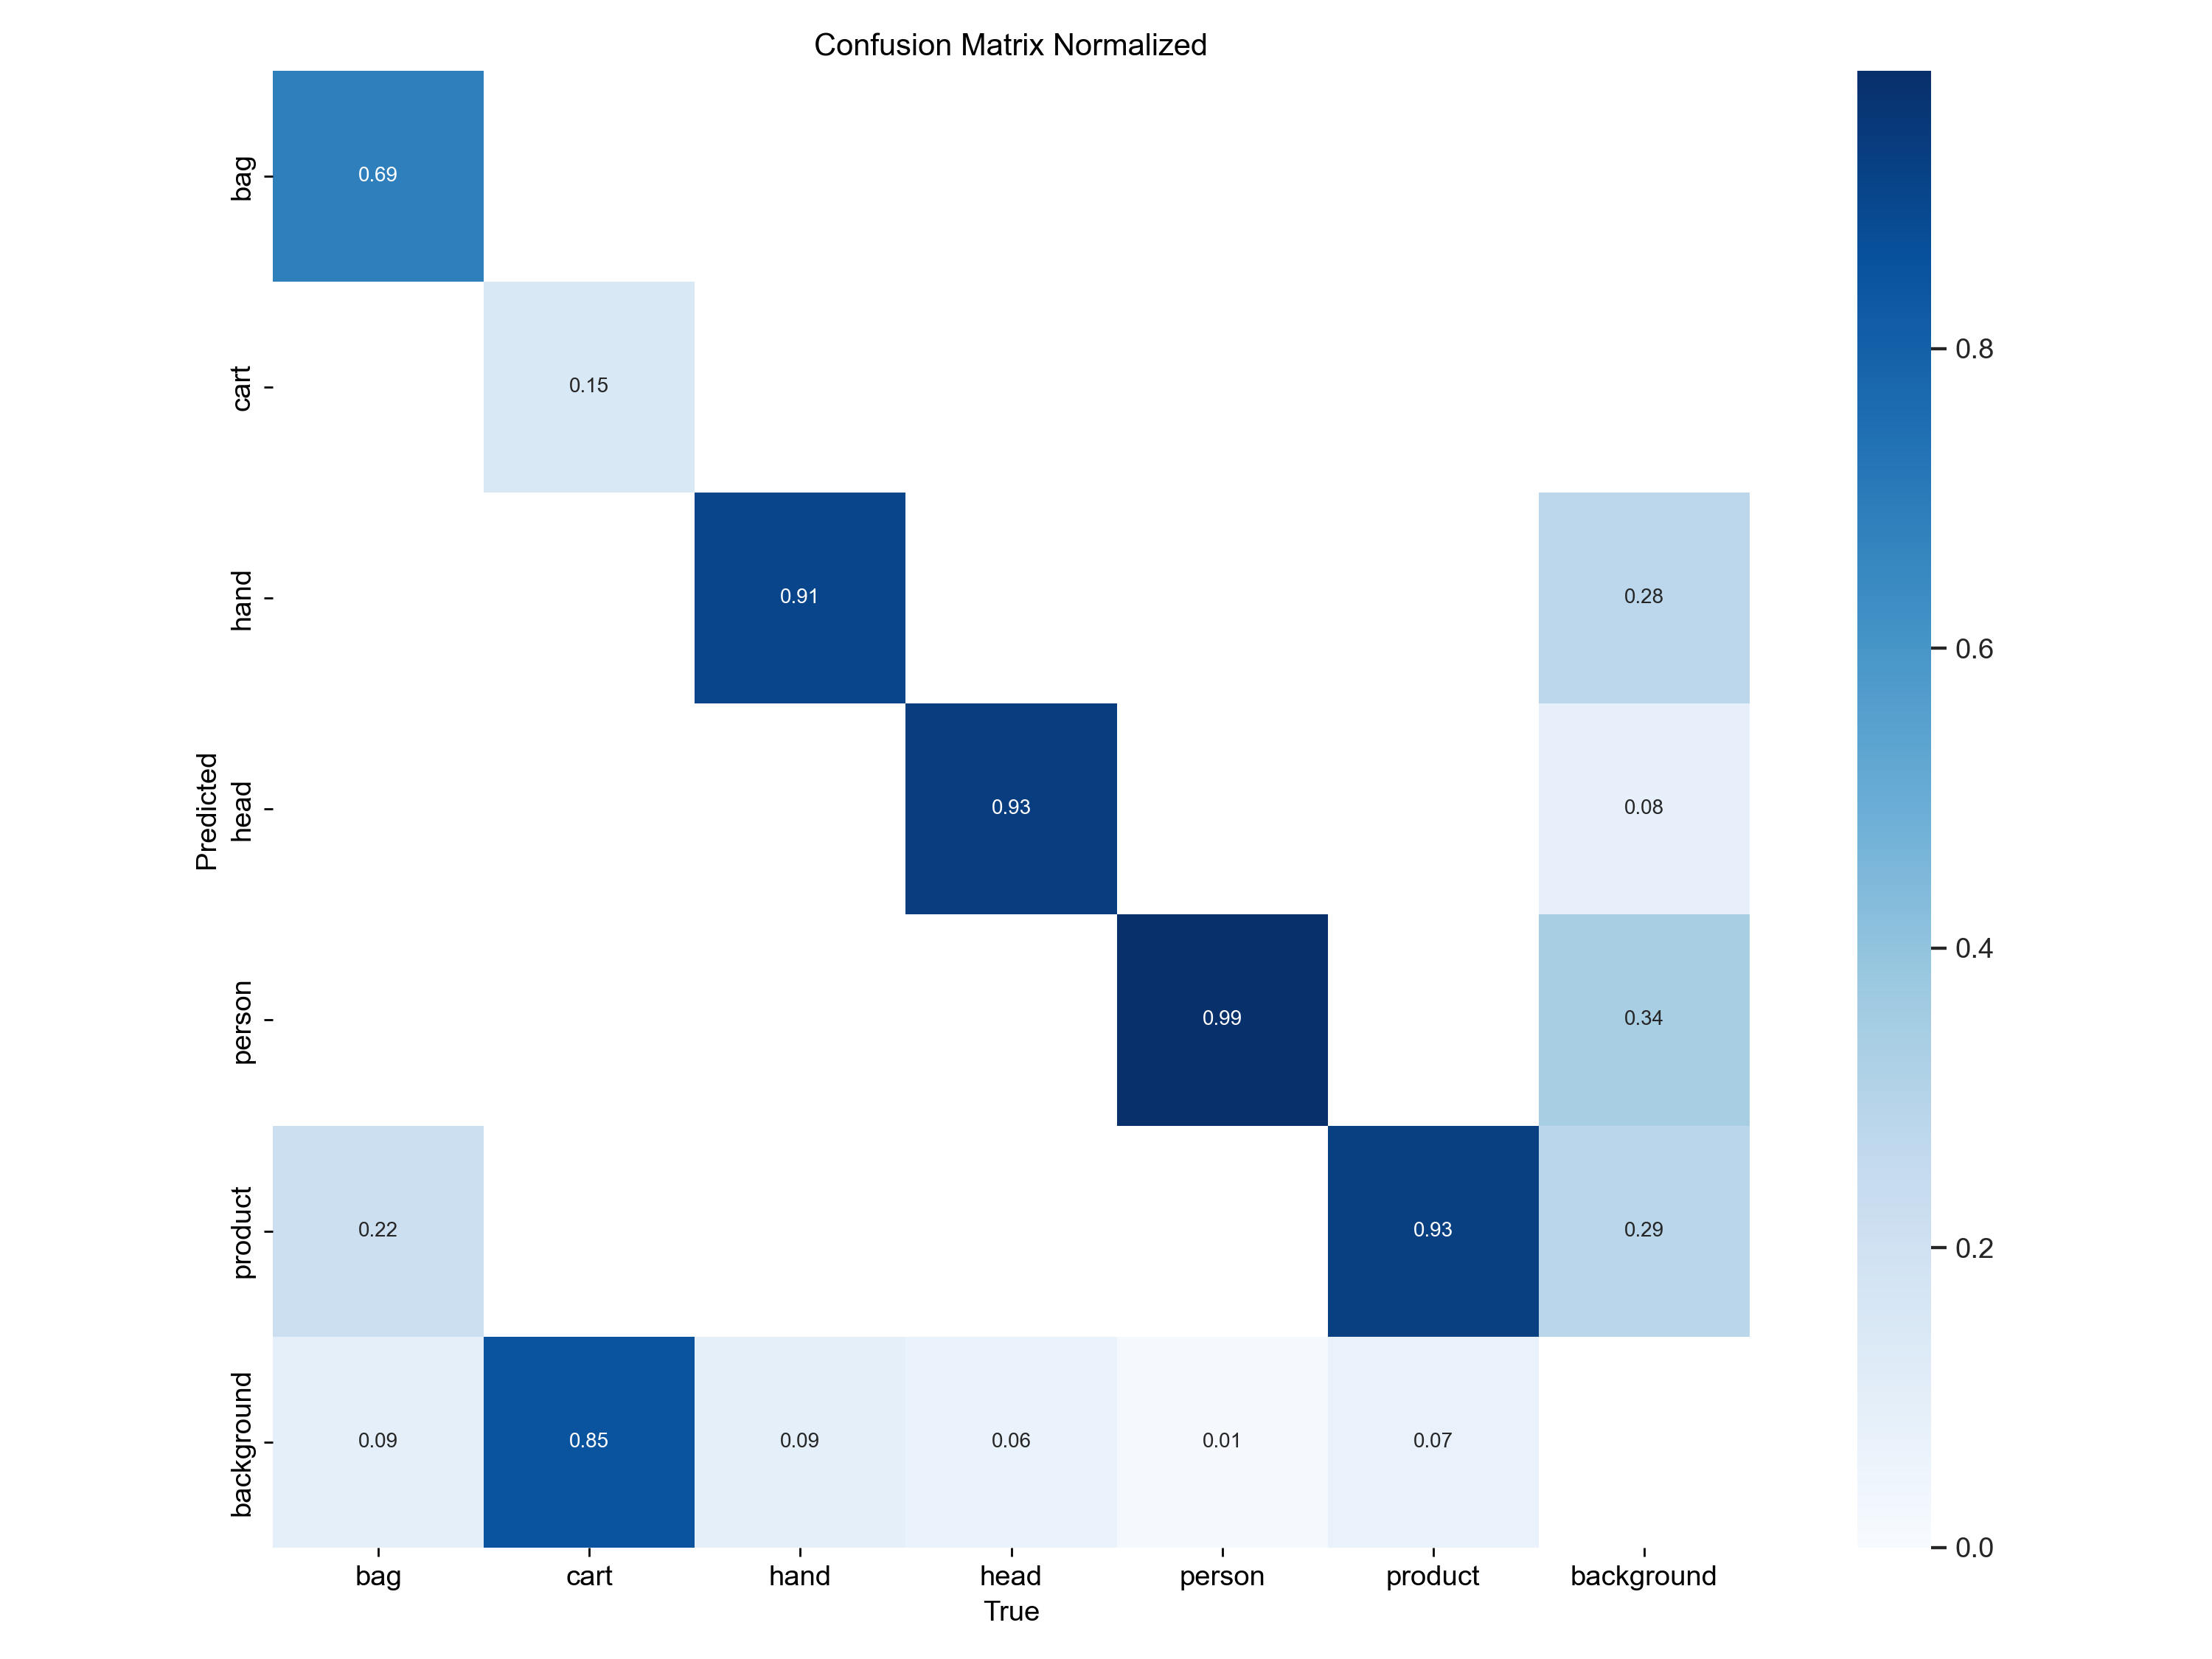 Confusion Matrix Normalized
bag
0.69
cart
0.15
hand
0.91
0.28
head
0.93
0.08
person
0.99
0.34
product
0.22
0.93
0.29
background
0.09
0.85
0.09
0.06
0.01
0.07
Predicted
bag
cart
hand
head
person
product
background
True
0.8
0.6
0.4
0.2
0.0